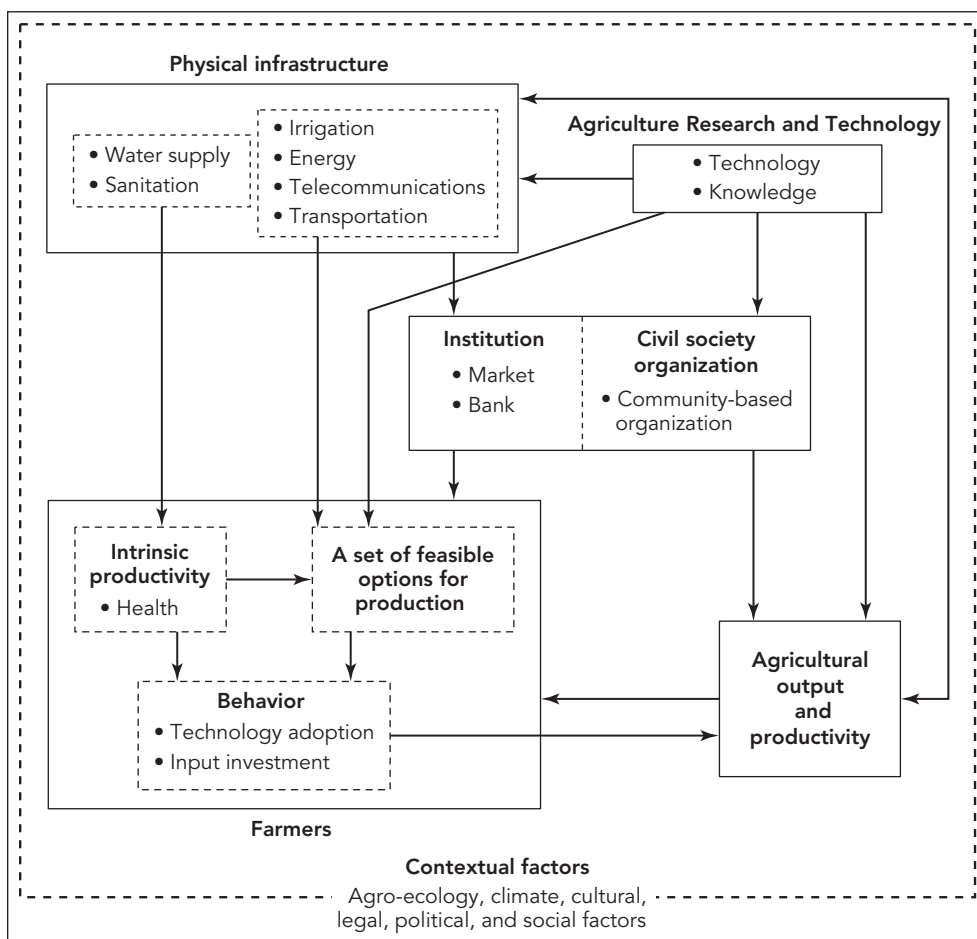 Physical infrastructure
• Water supply
• Sanitation
• Irrigation
• Energy
• Telecommunications
• Transportation
Agriculture Research and Technology
• Technology
• Knowledge
Institution
• Market
• Bank
Civil society
organization
• Community-based
organization
Intrinsic
productivity
• Health
A set of feasible
options for
production
Behavior
• Technology adoption
• Input investment
Farmers
Agricultural
output
and
productivity
Contextual factors
Agro-ecology, climate, cultural,
legal, political, and social factors